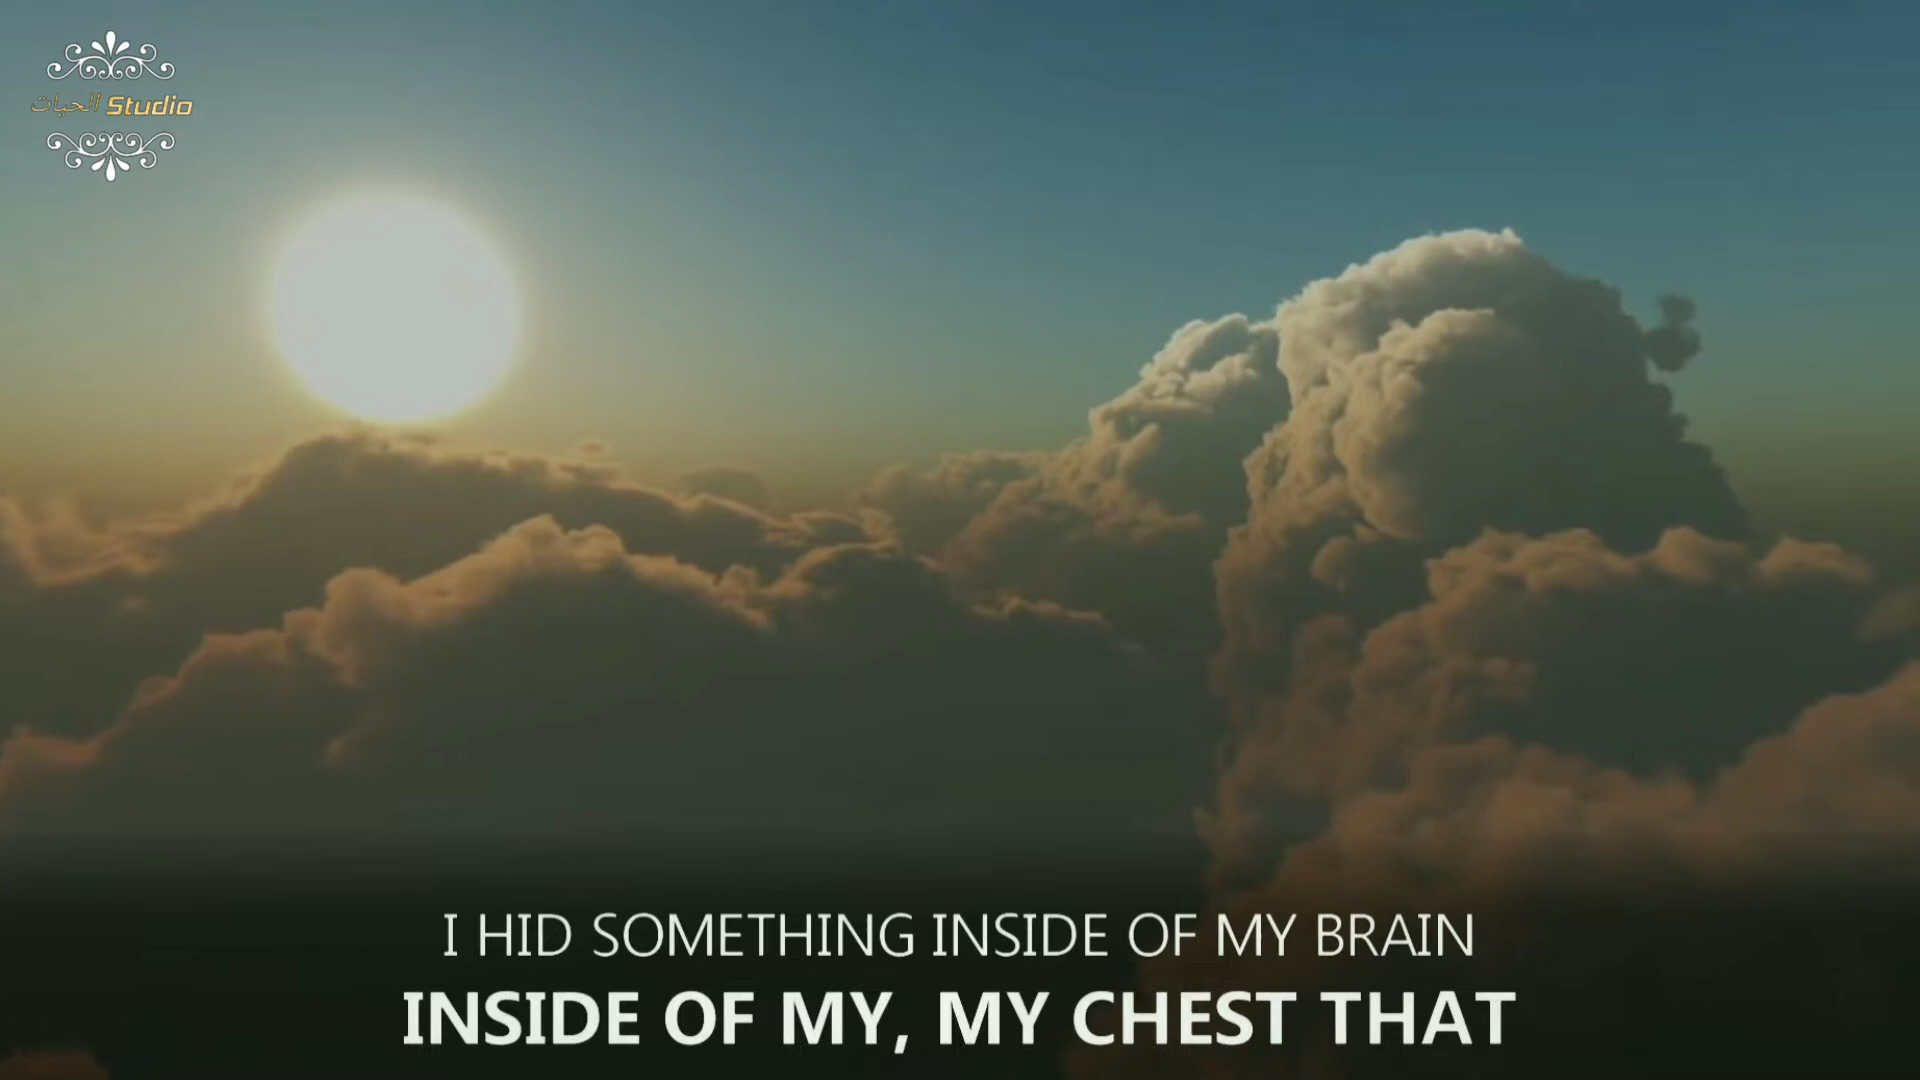 الحيات Studio
I HID SOMETHING INSIDE OF MY BRAIN
INSIDE OF MY, MY CHEST THAT